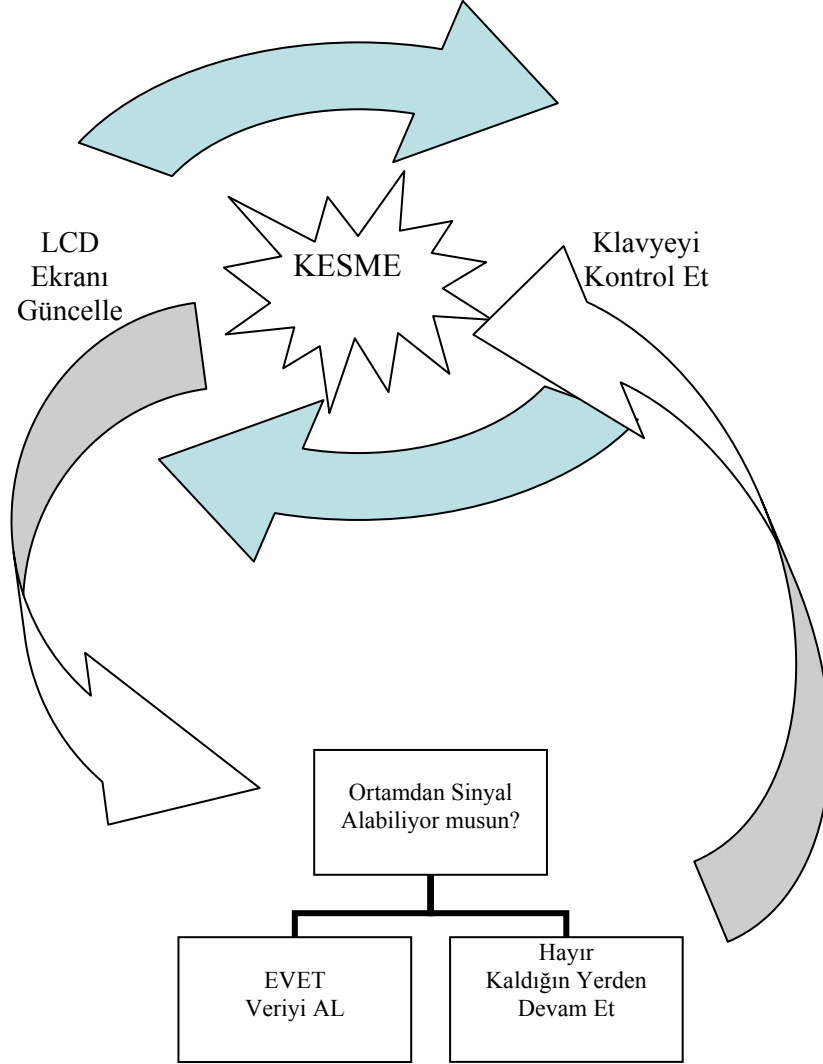 LCD
Ekranı
Güncelle
KESME
Klavyeyi
Kontrol Et
Ortamdan Sinyal
Alabiliyor musun?
EVET
Veriyi AL
Hayır
Kaldığın Yerden
Devam Et